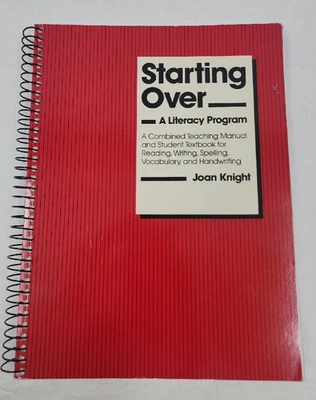 Starting
Over
A Literacy Program
A Combined Teaching Manual
and Student Textbook for
Reading, Writing, Spelling,
Vocabulary, and Handwriting
Joan Knight